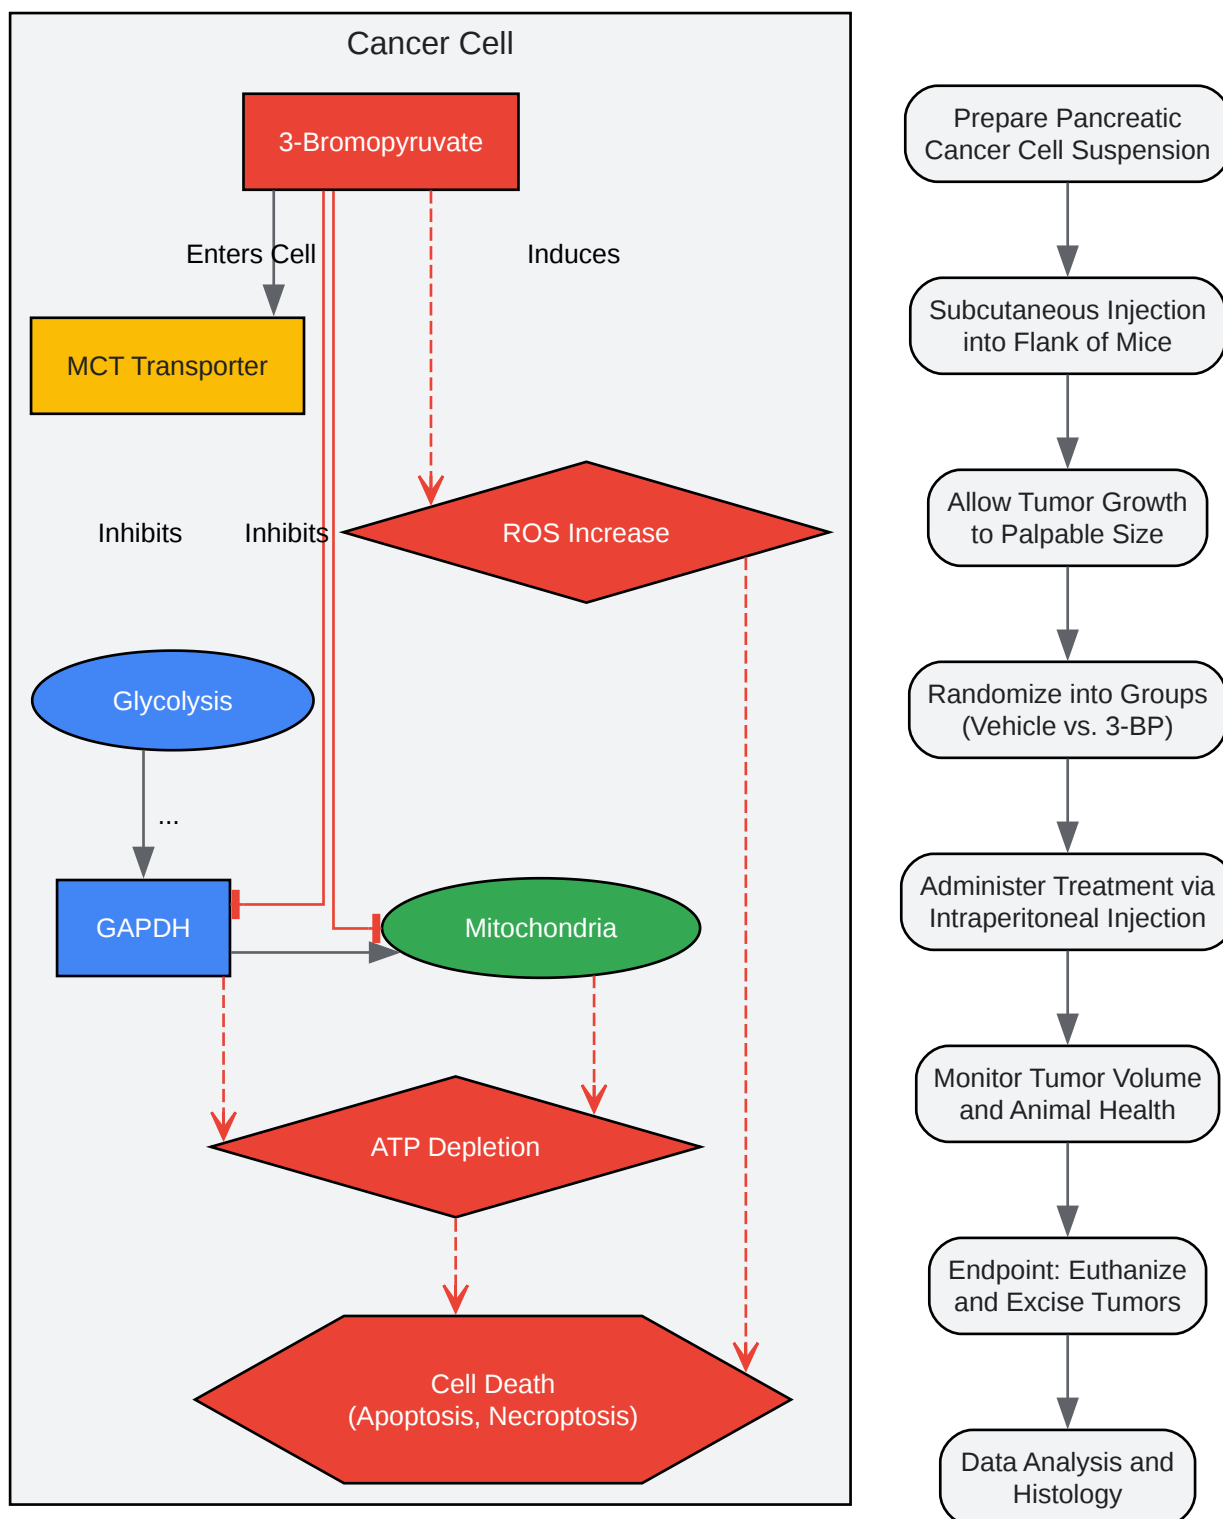 Cancer Cell
3-Bromopyruvate
Enters Cell
Induces
MCT Transporter
Inhibits
Inhibits
ROS Increase
Glycolysis
...
GAPDH
Mitochondria
ATP Depletion
Cell Death
(Apoptosis, Necroptosis)
Prepare Pancreatic
Cancer Cell Suspension
Subcutaneous Injection
into Flank of Mice
Allow Tumor Growth
to Palpable Size
Randomize into Groups
(Vehicle vs. 3-BP)
Administer Treatment via
Intraperitoneal Injection
Monitor Tumor Volume
and Animal Health
Endpoint: Euthanize
and Excise Tumors
Data Analysis and
Histology